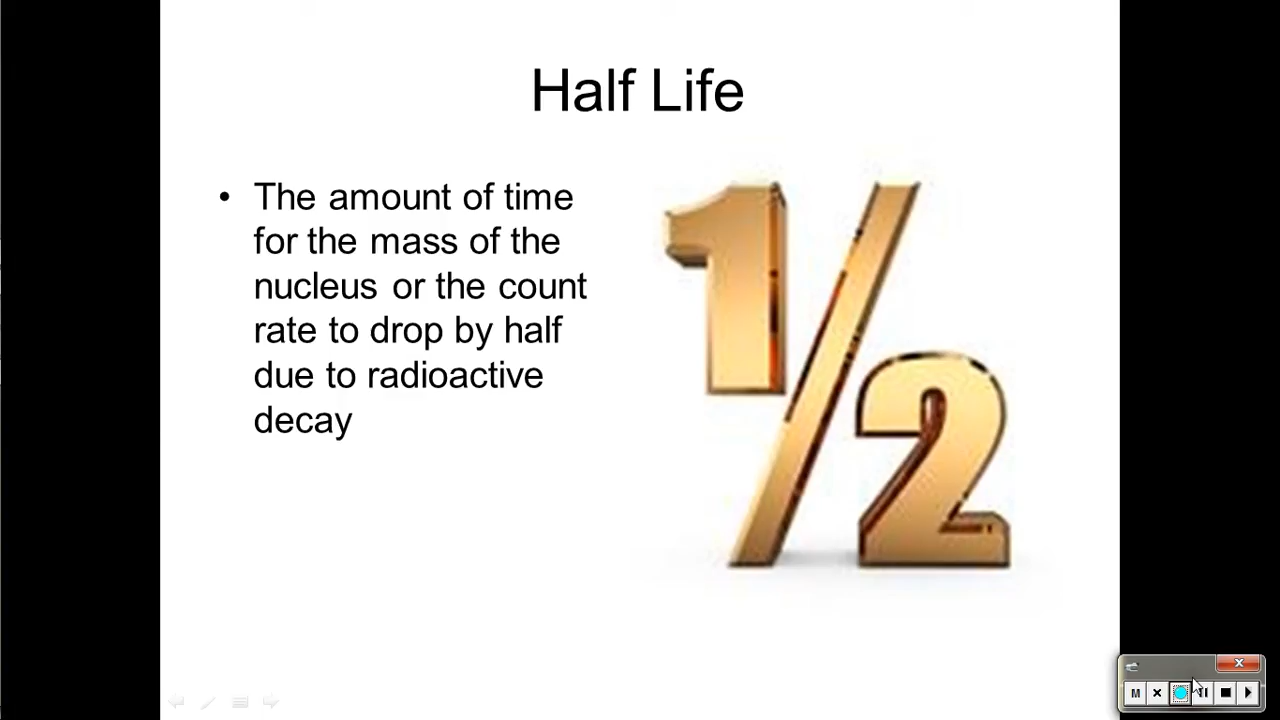 Half Life
• The amount of time
for the mass of the
nucleus or the count
rate to drop by half
due to radioactive
decay
1/2
M